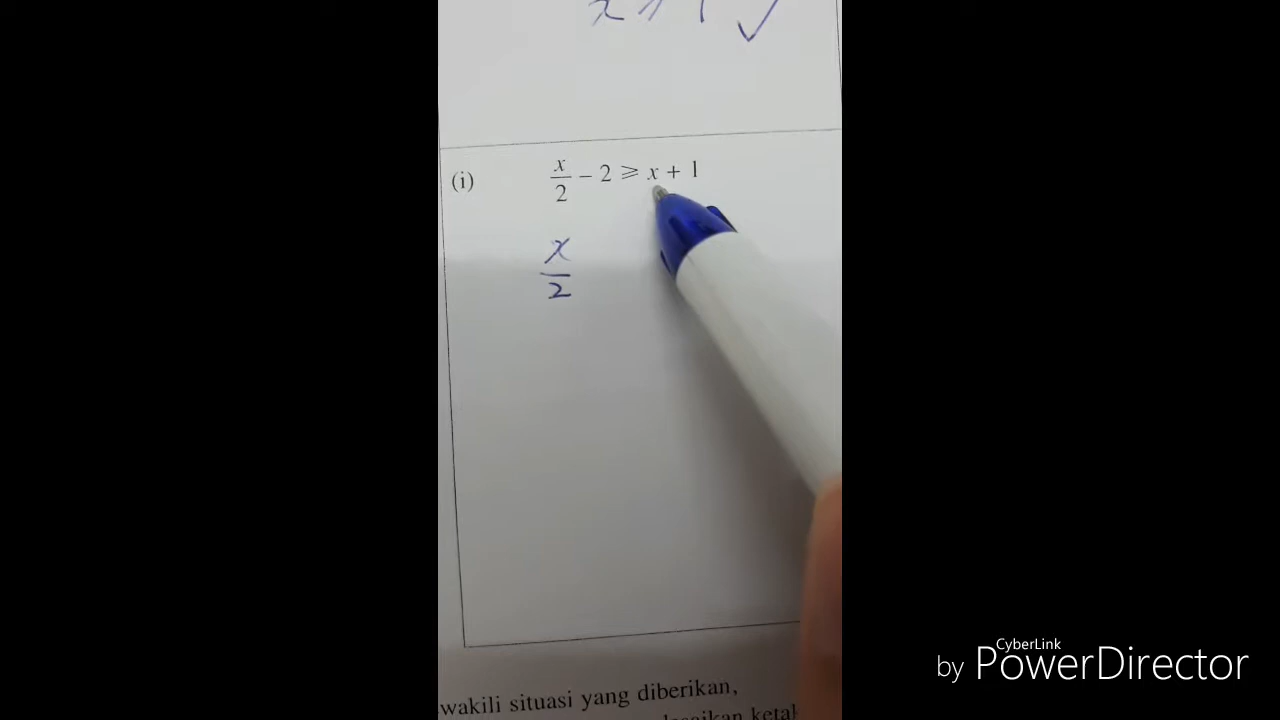 (i) x/2 – 2 ⩾ x + 1
x/2
wakili situasi yang diberikan,
CyberLink
by PowerDirector